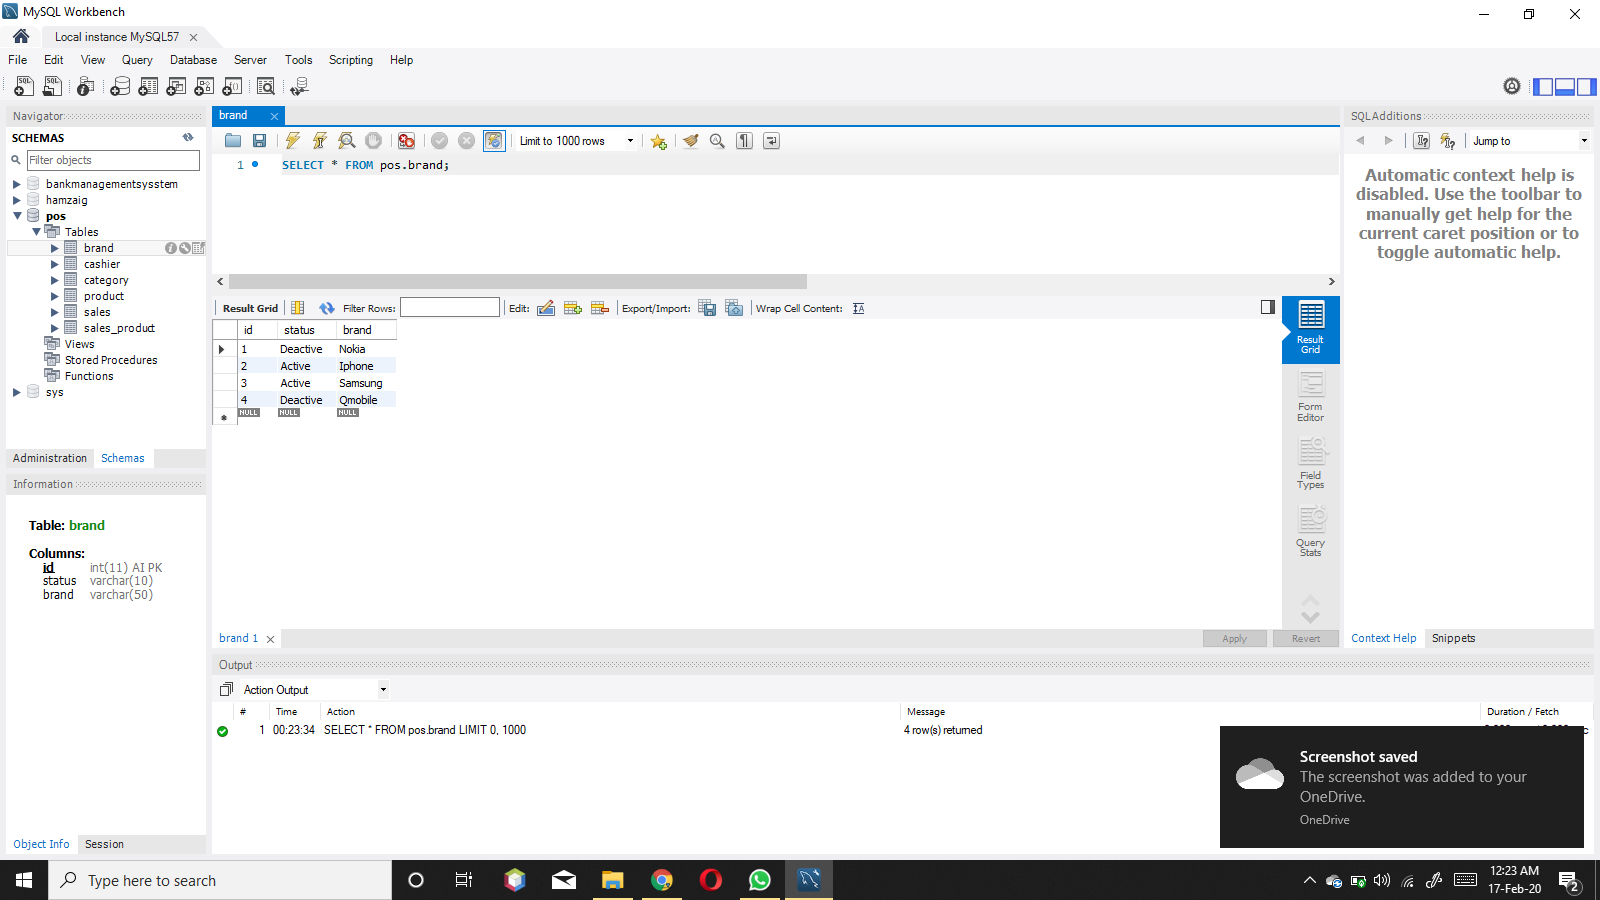 MySQL Workbench
Local instance MySQL57
File Edit View Query Database Server Tools Scripting Help
Navigator
SCHEMAS
Filter objects
bankmanagementsysstem
hamzaig
pos
Tables
brand
cashier
category
product
sales
sales_product
Views
Stored Procedures
Functions
sys
Administration Schemas
Information
Table: brand
Columns:
id int(11) AI PK
status varchar(10)
brand varchar(50)
Object Info Session
brand
Limit to 1000 rows
1 SELECT * FROM pos.brand;
Result Grid Filter Rows: Edit: Export/Import: Wrap Cell Content:
id status brand
1 Deactive Nokia
2 Active Iphone
3 Active Samsung
4 Deactive Qmobile
NULL NULL NULL
Result Grid
Form Editor
Field Types
Query Stats
brand 1
Apply Revert
SQLAdditions
Jump to
Automatic context help is
disabled. Use the toolbar to
manually get help for the
current caret position or to
toggle automatic help.
Context Help Snippets
Output
Action Output
# Time Action Message Duration / Fetch
1 00:23:34 SELECT * FROM pos.brand LIMIT 0, 1000 4 row(s) returned
Screenshot saved
The screenshot was added to your
OneDrive.
OneDrive
Type here to search
12:23 AM
17-Feb-20
2